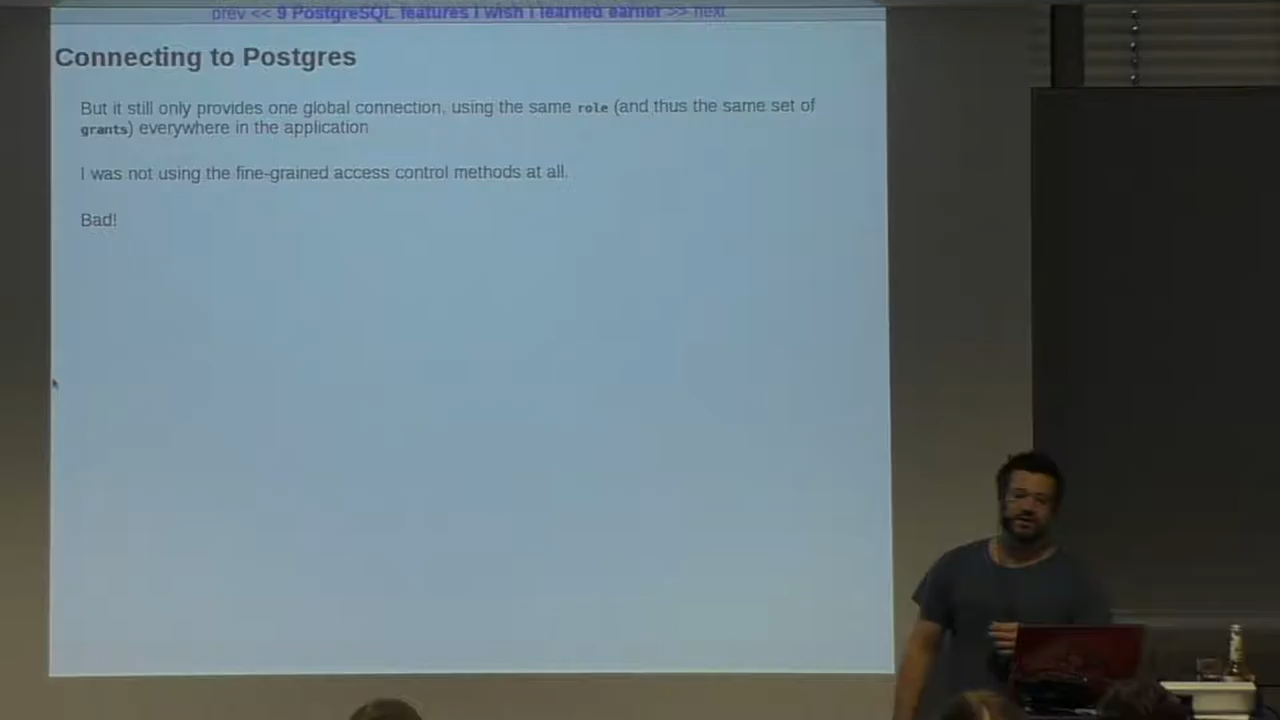 prev << 9 PostgreSQL features I wish I learned earlier >> next
Connecting to Postgres
But it still only provides one global connection, using the same role (and thus the same set of
grants) everywhere in the application
I was not using the fine-grained access control methods at all.
Bad!